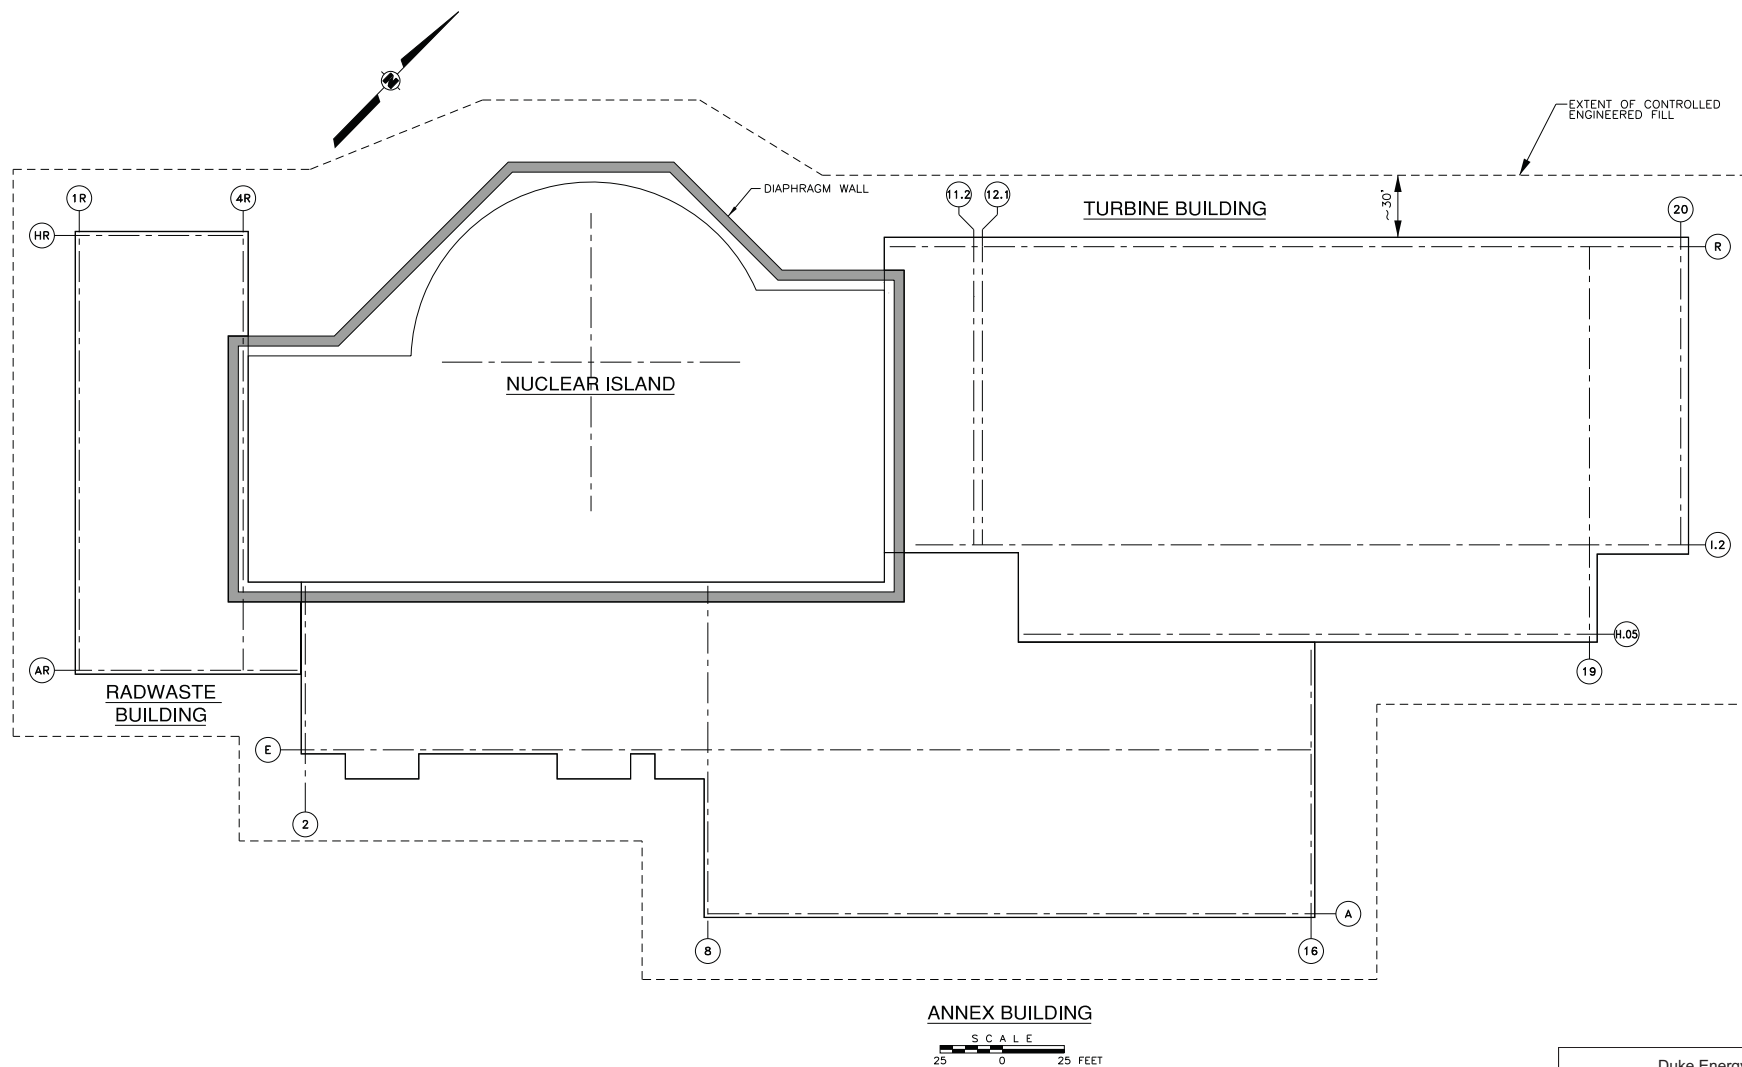 N
EXTENT OF CONTROLLED
ENGINEERED FILL
1R
4R
DIAPHRAGM WALL
11.2
12.1
~30'
TURBINE BUILDING
20
HR
R
NUCLEAR ISLAND
I.2
H.05
AR
19
RADWASTE
BUILDING
E
2
A
8
16
ANNEX BUILDING
SCALE
25 0 25 FEET
Duke Energy